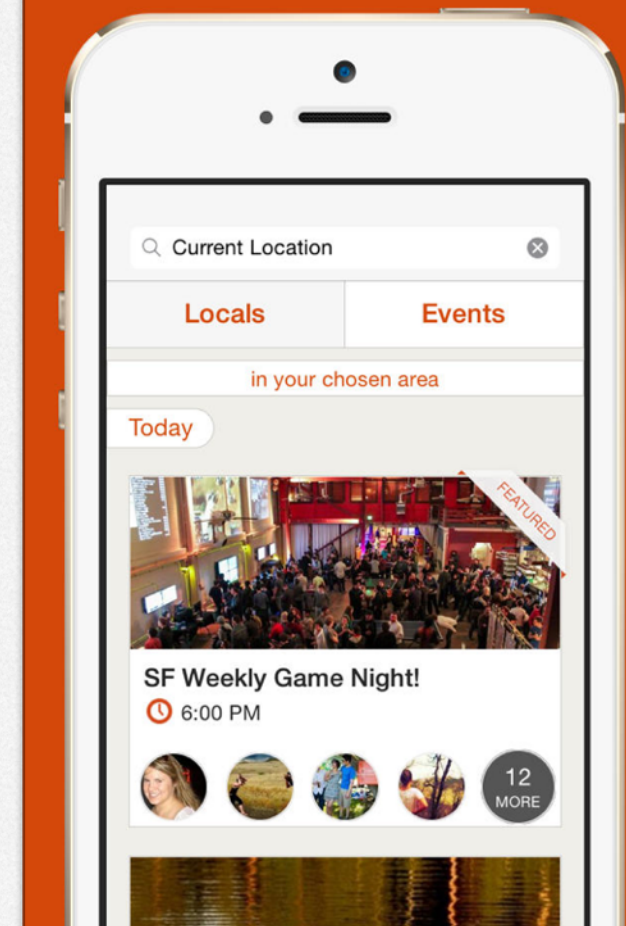 Current Location
Locals
Events
in your chosen area
Today
FEATURED
SF Weekly Game Night!
6:00 PM
12
MORE